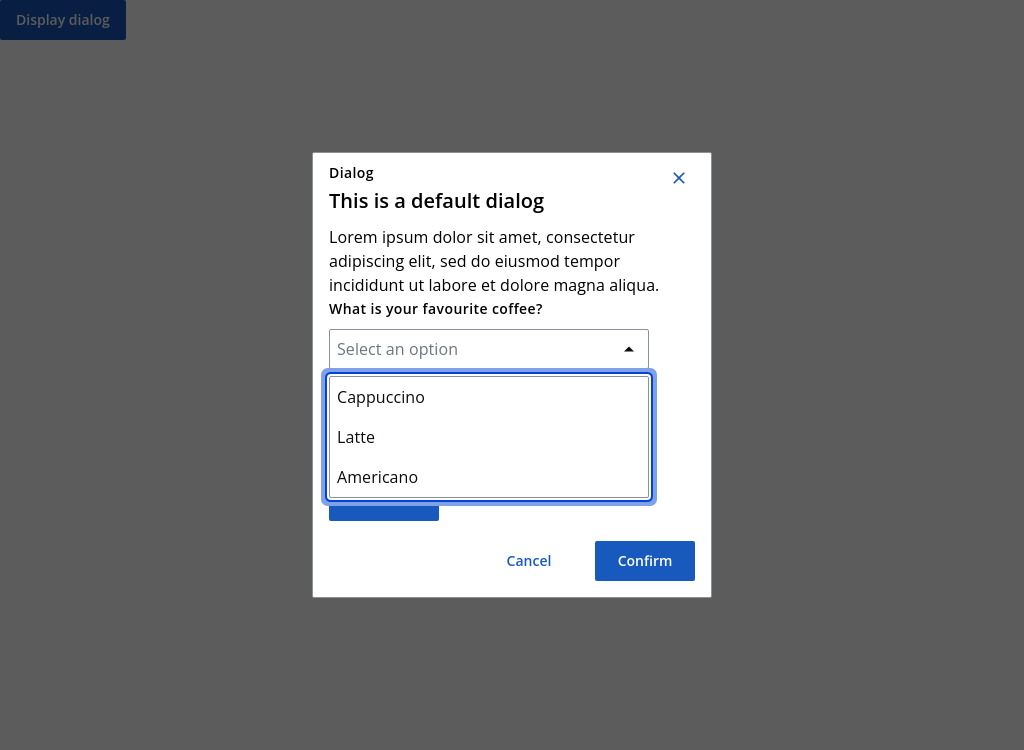 Display dialog
Dialog
This is a default dialog
Lorem ipsum dolor sit amet, consectetur
adipiscing elit, sed do eiusmod tempor
incididunt ut labore et dolore magna aliqua.
What is your favourite coffee?
Select an option
Cappuccino
Latte
Americano
Cancel
Confirm